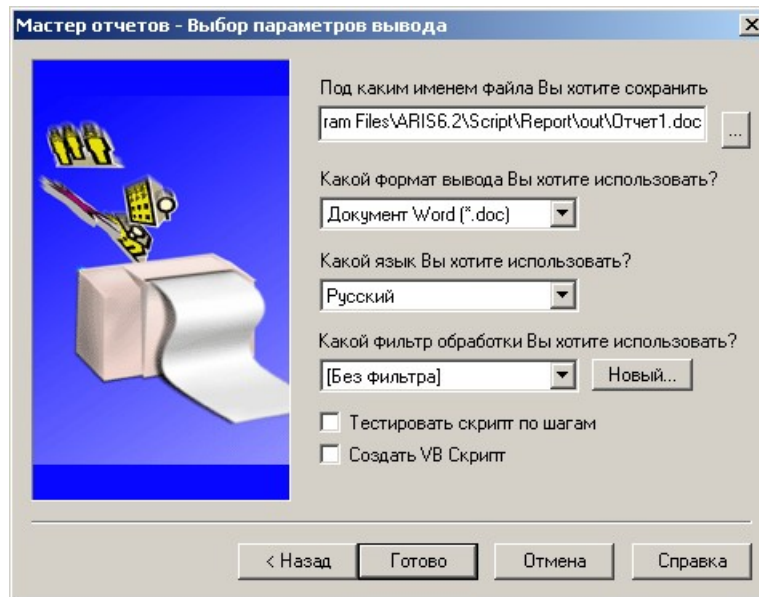 Мастер отчетов - Выбор параметров вывода
Под каким именем файла Вы хотите сохранить
ram Files\ARIS6.2\Script\Report\out\Отчет1.doc
...
Какой формат вывода Вы хотите использовать?
Документ Word (*.doc)
Какой язык Вы хотите использовать?
Русский
Какой фильтр обработки Вы хотите использовать?
[Без фильтра]
Новый...
Тестировать скрипт по шагам
Создать VB Скрипт
< Назад
Готово
Отмена
Справка